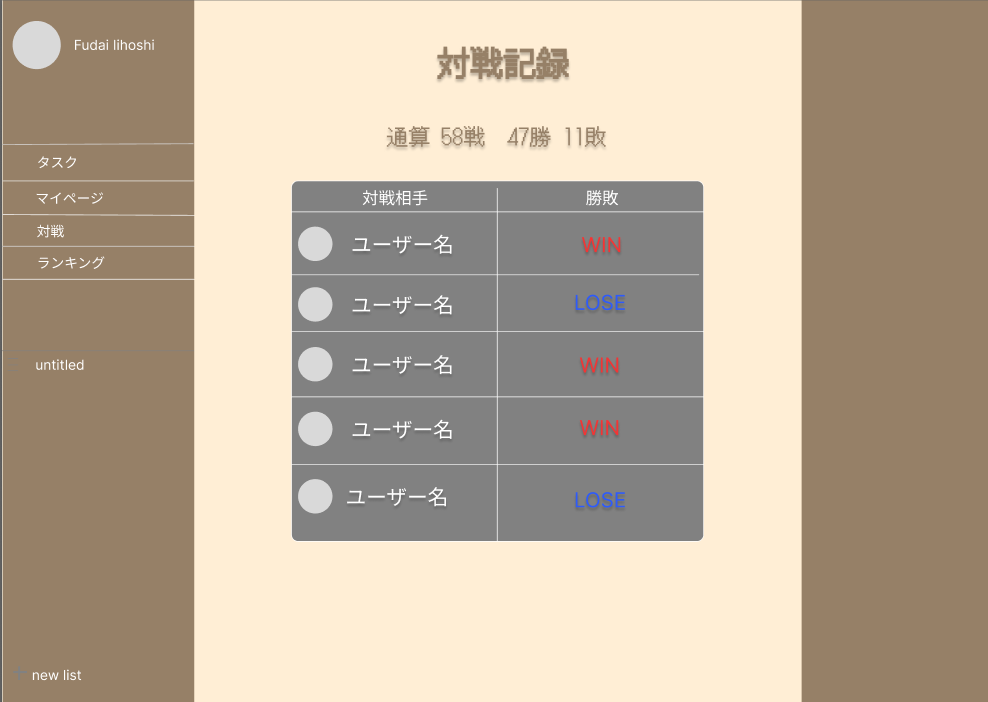 Fudai Iihoshi
タスク
マイページ
対戦
ランキング
untitled
+ new list
対戦記録
通算 58戦　47勝 11敗
対戦相手 勝敗
ユーザー名 WIN
ユーザー名 LOSE
ユーザー名 WIN
ユーザー名 WIN
ユーザー名 LOSE